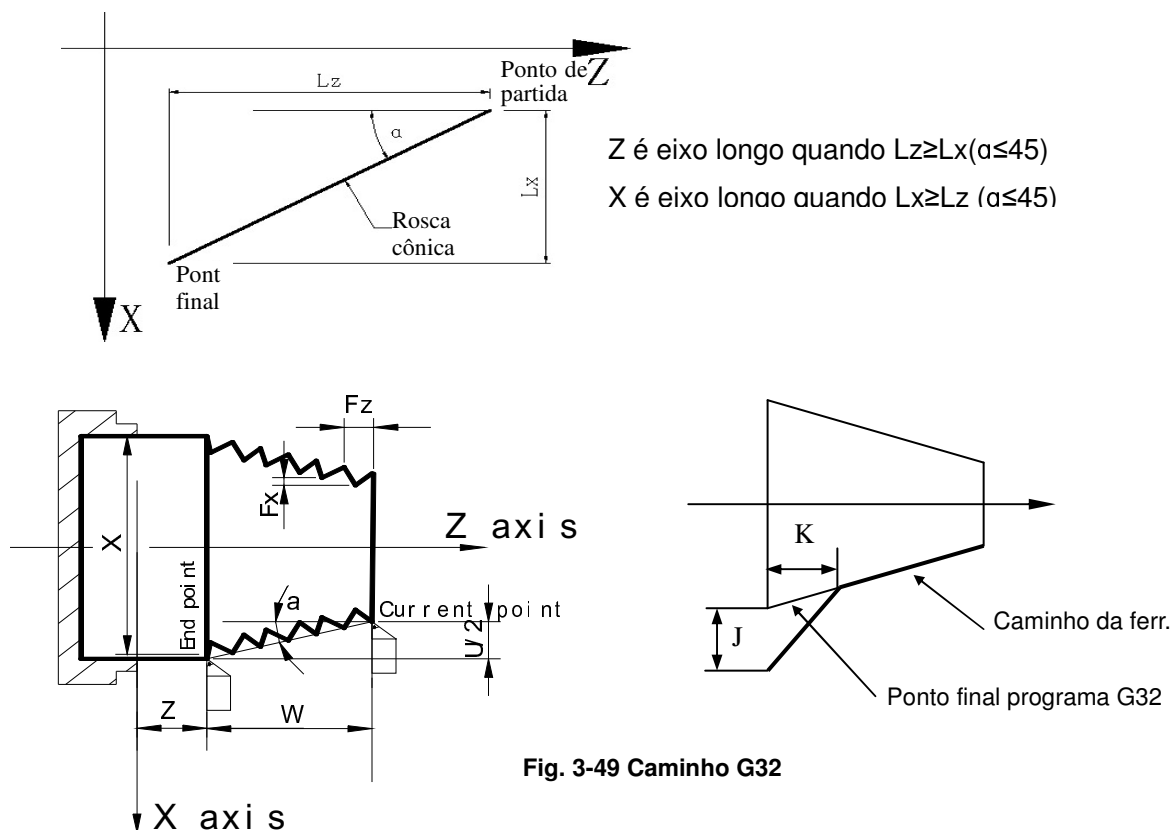 Ponto de
partida
Z
Lz
α
Lx
Rosca
cônica
Pont
final
X
Z é eixo longo quando Lz≥Lx(α≤45)
X é eixo longo quando Lx≥Lz (α≤45)
Fz
Fx
X
Z axis
End point
a
Current point
U/2
Z
W
X axis
K
J
Caminho da ferr.
Ponto final programa G32
Fig. 3-49 Caminho G32